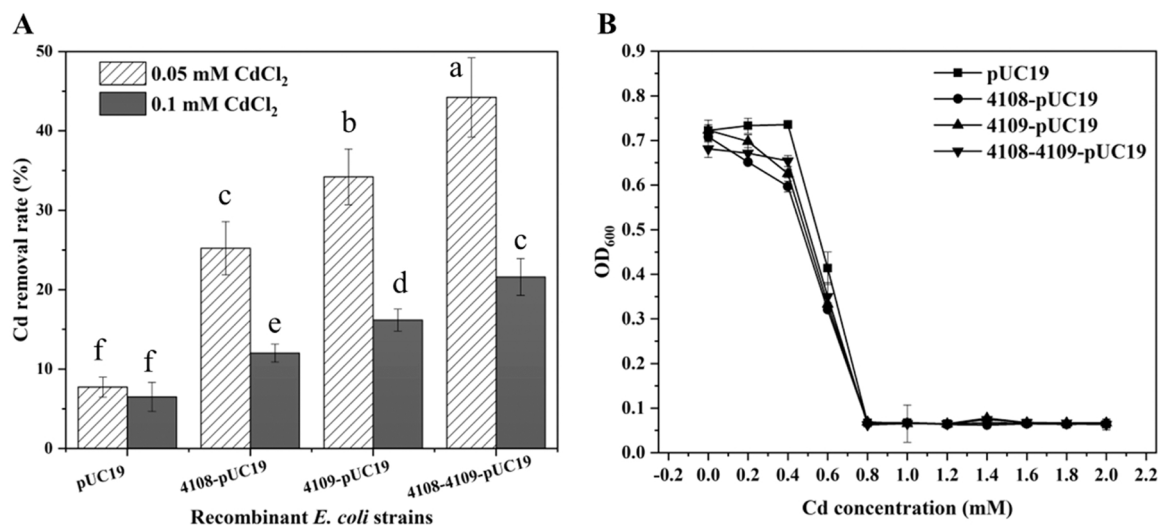 A
50
40
30
20
10
0
Cd removal rate (%)
0.05 mM CdCl₂
0.1 mM CdCl₂
f
f
c
e
b
d
a
c
pUC19
4108-pUC19
4109-pUC19
4108-4109-pUC19
Recombinant E. coli strains
B
0.9
0.8
0.7
0.6
0.5
0.4
0.3
0.2
0.1
0.0
OD₆₀₀
pUC19
4108-pUC19
4109-pUC19
4108-4109-pUC19
-0.2 0.0 0.2 0.4 0.6 0.8 1.0 1.2 1.4 1.6 1.8 2.0 2.2
Cd concentration (mM)